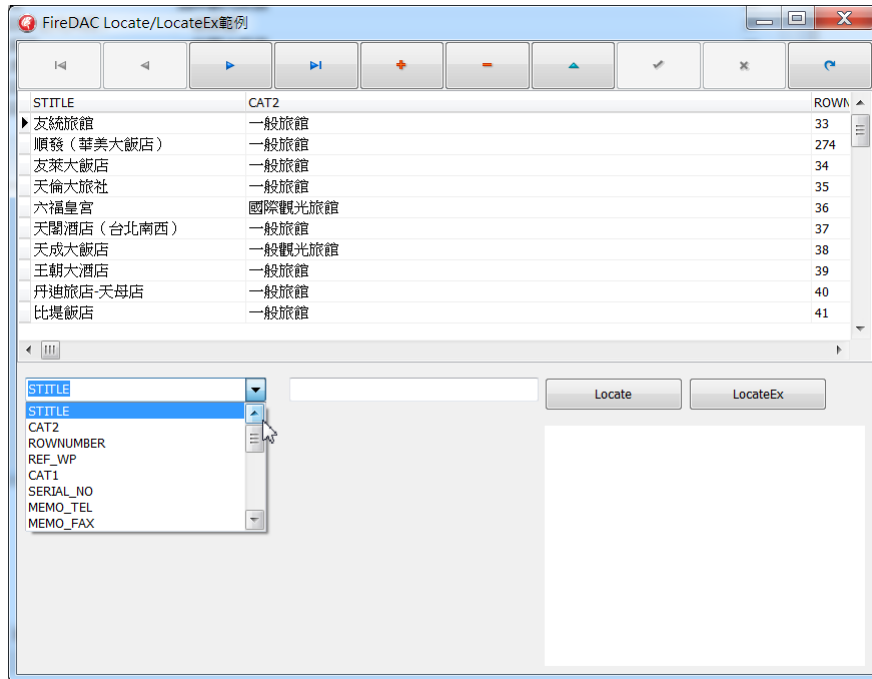 FireDAC Locate/LocateEx範例
STITLE CAT2 ROWN
友統旅館 一般旅館 33
順發（華美大飯店） 一般旅館 274
友萊大飯店 一般旅館 34
天倫大旅社 一般旅館 35
六福皇宮 國際觀光旅館 36
天閣酒店（台北南西） 一般旅館 37
天成大飯店 一般觀光旅館 38
王朝大酒店 一般旅館 39
丹迪旅店-天母店 一般旅館 40
比堤飯店 一般旅館 41
STITLE Locate LocateEx
STITLE
CAT2
ROWNUMBER
REF_WP
CAT1
SERIAL_NO
MEMO_TEL
MEMO_FAX